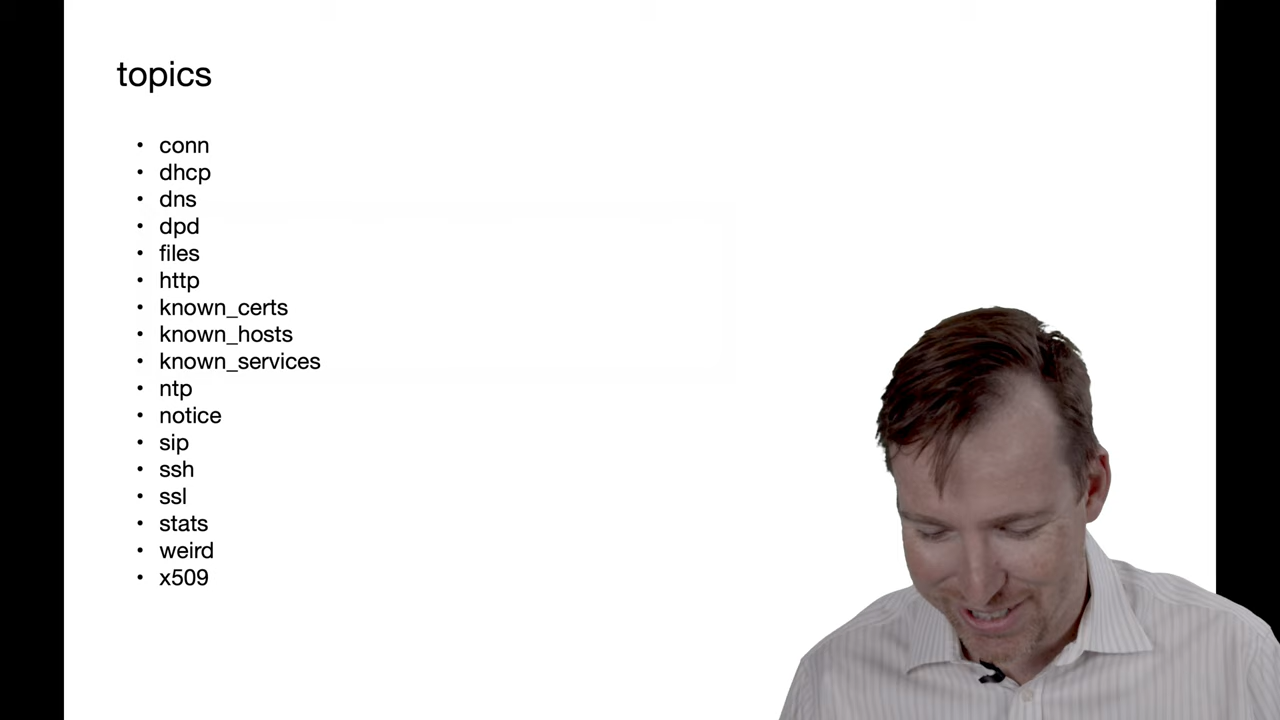 topics
• conn
• dhcp
• dns
• dpd
• files
• http
• known_certs
• known_hosts
• known_services
• ntp
• notice
• sip
• ssh
• ssl
• stats
• weird
• x509